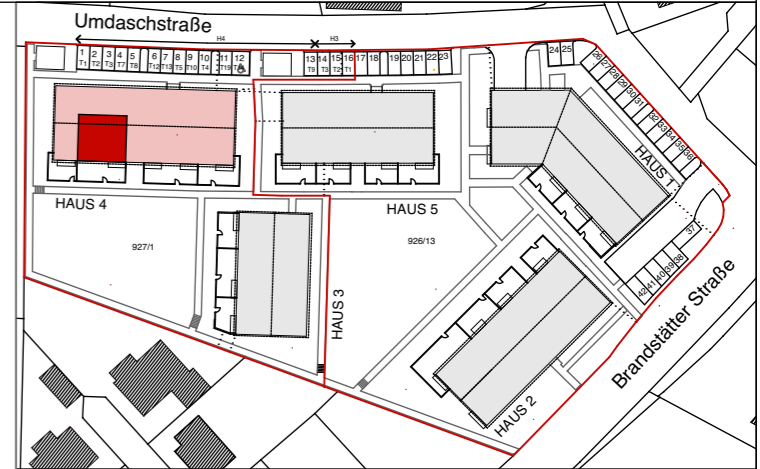 Umdaschstraße
H4
H3
1 2 3 4 5 6 7 8 9 10 11 12
T1 T2 T3 T7 T8 T12 T13 T5 T10 T4 T19
13 14 15 16 17 18 19 20 21 22 23
T9 T3 T2 T1
24 25
26
27
28
29
30
31
32
33
34
35
36
HAUS 1
37
38
39
40
41
42
HAUS 4
HAUS 5
927/1
926/13
HAUS 3
HAUS 2
Brandstätter Straße